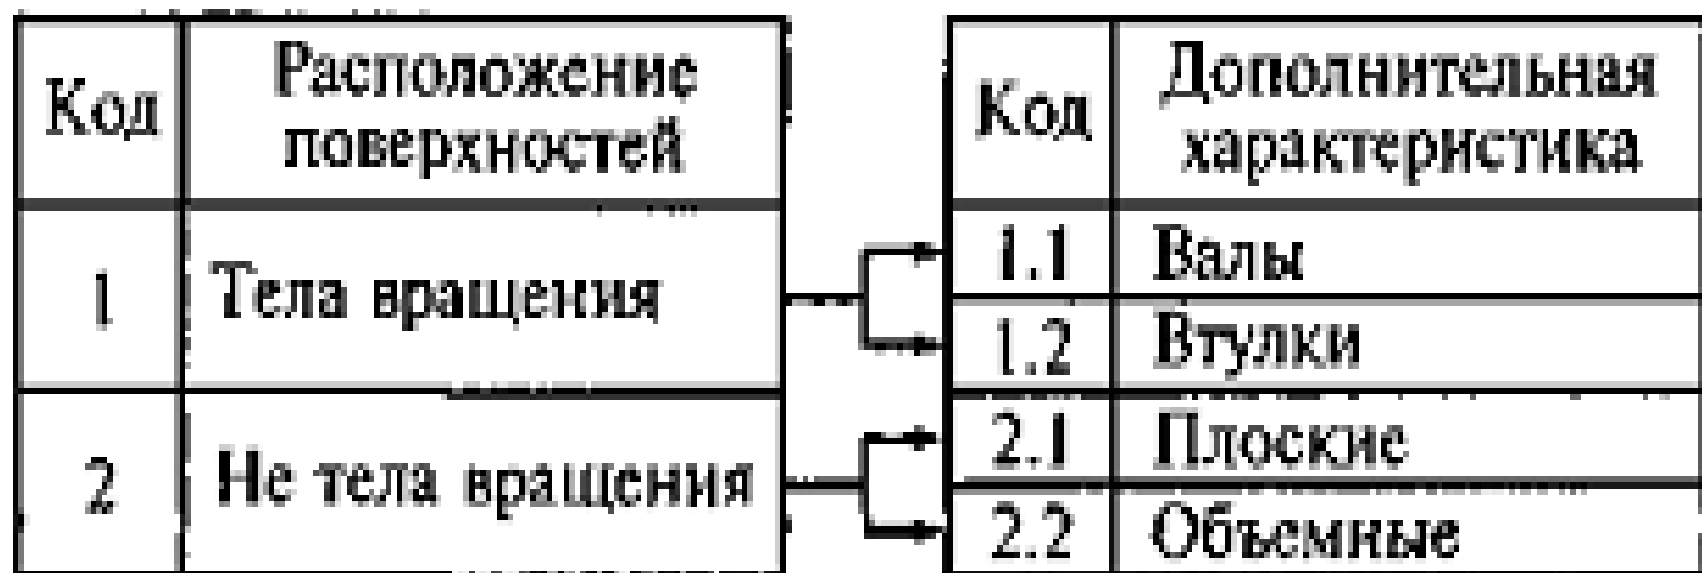 Код
Расположение
поверхностей
1
Тела вращения
2
Не тела вращения
Код
Дополнительная
характеристика
1.1 Валы
1.2 Втулки
2.1 Плоские
2.2 Объемные